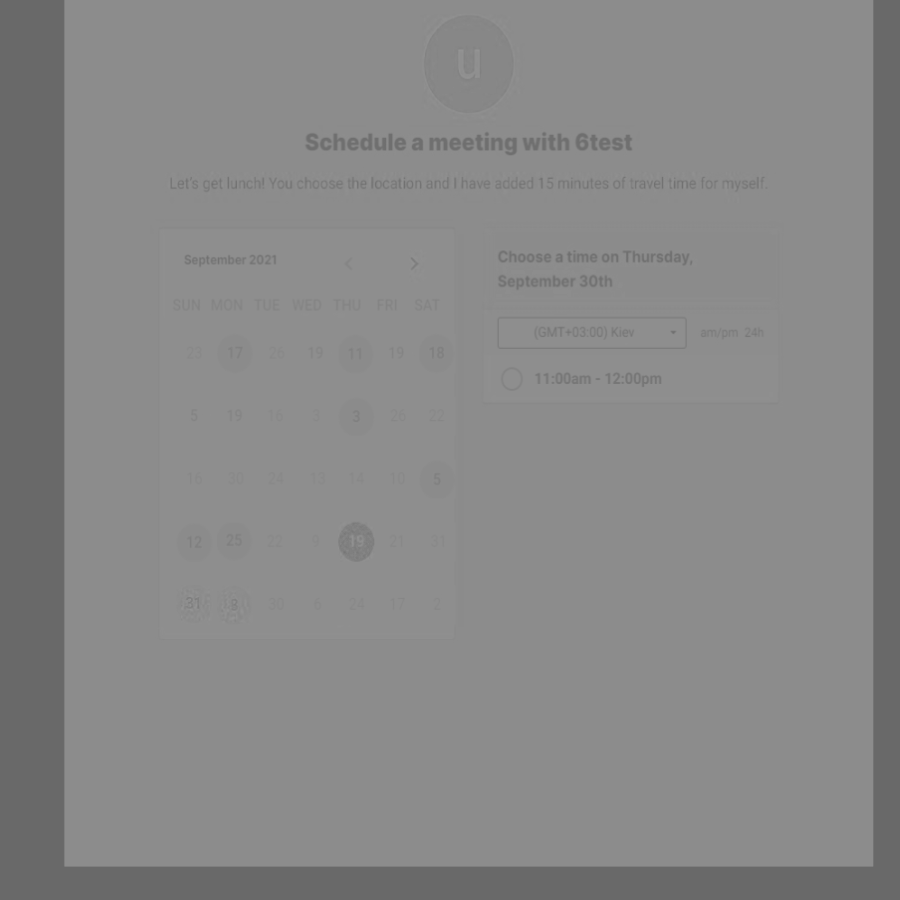 u
Schedule a meeting with 6test
Let's get lunch! You choose the location and I have added 15 minutes of travel time for myself.
September 2021
SUN MON TUE WED THU FRI SAT
23 17 26 19 11 19 18
5 19 16 3 3 26 22
16 30 24 13 14 10 5
12 25 22 9 19 21 31
31 8 30 6 24 17 2
Choose a time on Thursday,
September 30th
(GMT+03:00) Kiev am/pm 24h
11:00am - 12:00pm